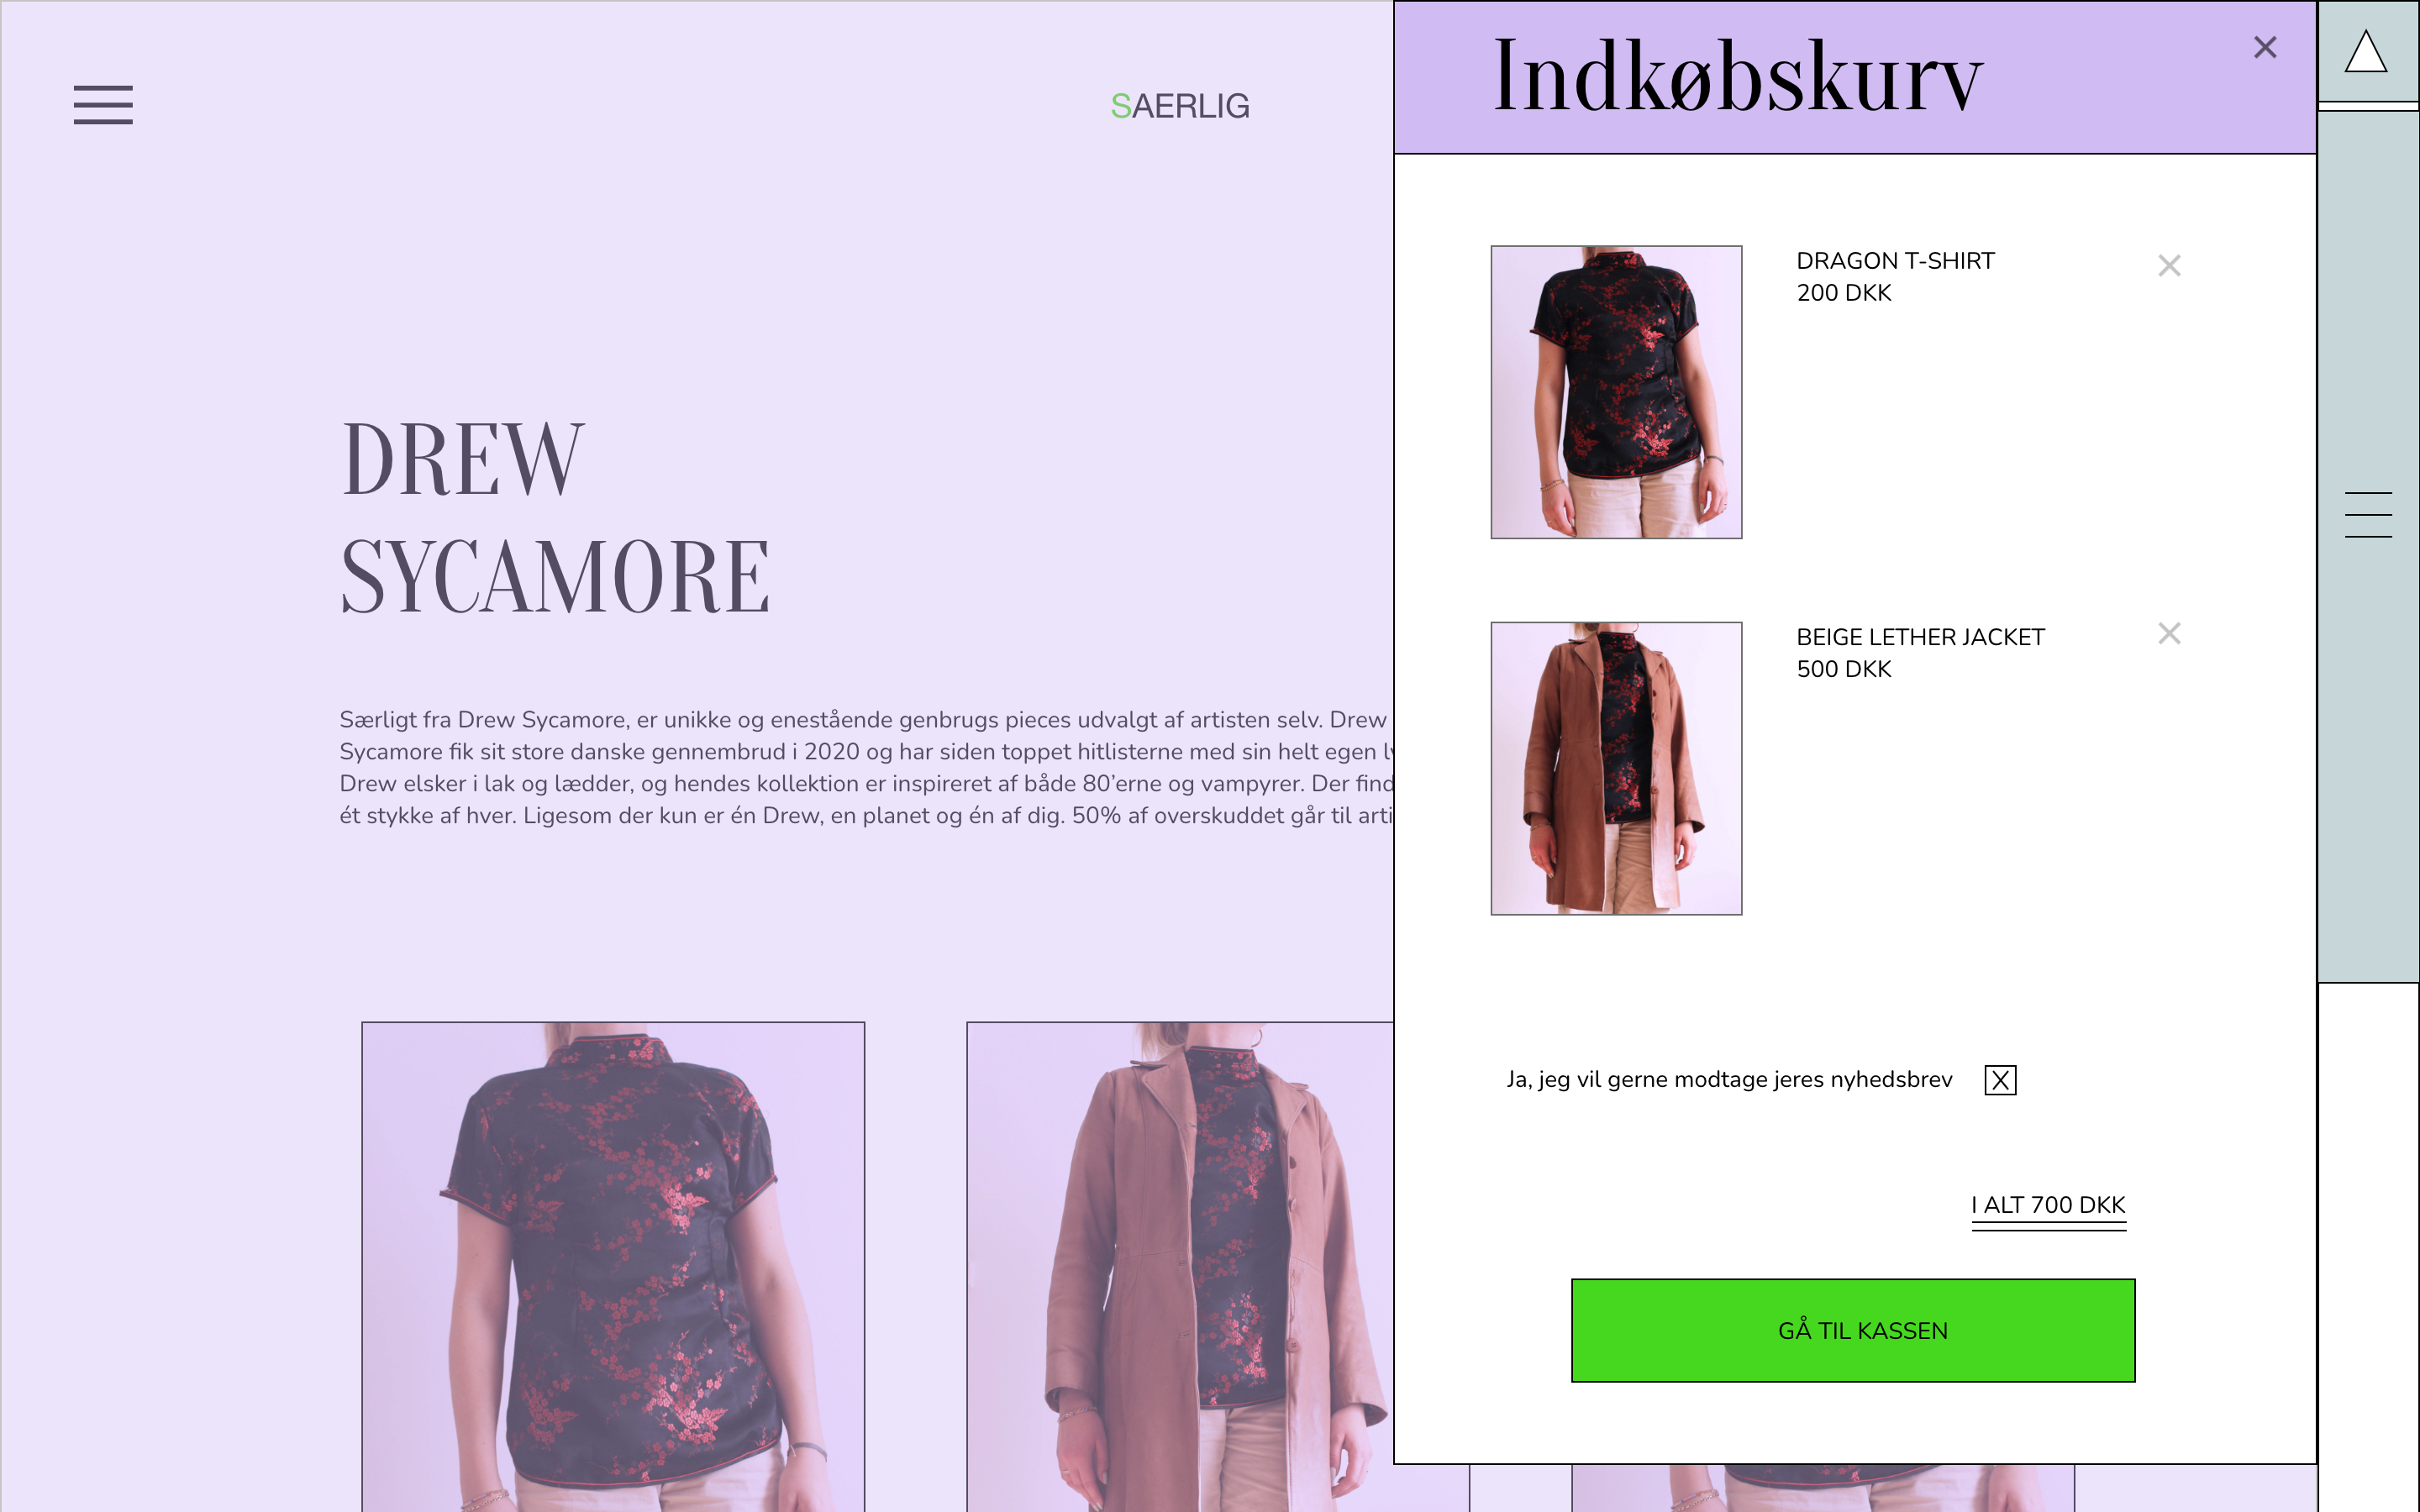 SAERLIG
DREW
SYCAMORE
Særligt fra Drew Sycamore, er unikke og enestående genbrugs pieces udvalgt af artisten selv. Drew
Sycamore fik sit store danske gennembrud i 2020 og har siden toppet hitlisterne med sin helt egen
Drew elsker i lak og lædder, og hendes kollektion er inspireret af både 80’erne og vampyrer. Der
ét stykke af hver. Ligesom der kun er én Drew, en planet og én af dig. 50% af overskuddet går til
Indkøbskurv
DRAGON T-SHIRT
200 DKK
BEIGE LETHER JACKET
500 DKK
Ja, jeg vil gerne modtage jeres nyhedsbrev X
I ALT 700 DKK
GÅ TIL KASSEN